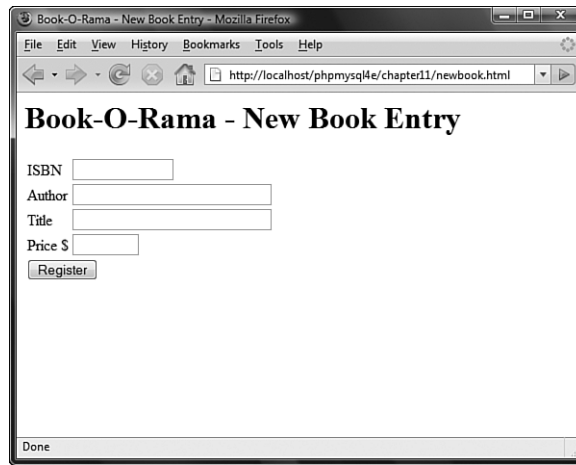 Book-O-Rama - New Book Entry - Mozilla Firefox
File Edit View History Bookmarks Tools Help
http://localhost/phpmysql4e/chapter11/newbook.html
Book-O-Rama - New Book Entry
ISBN
Author
Title
Price $
Register
Done